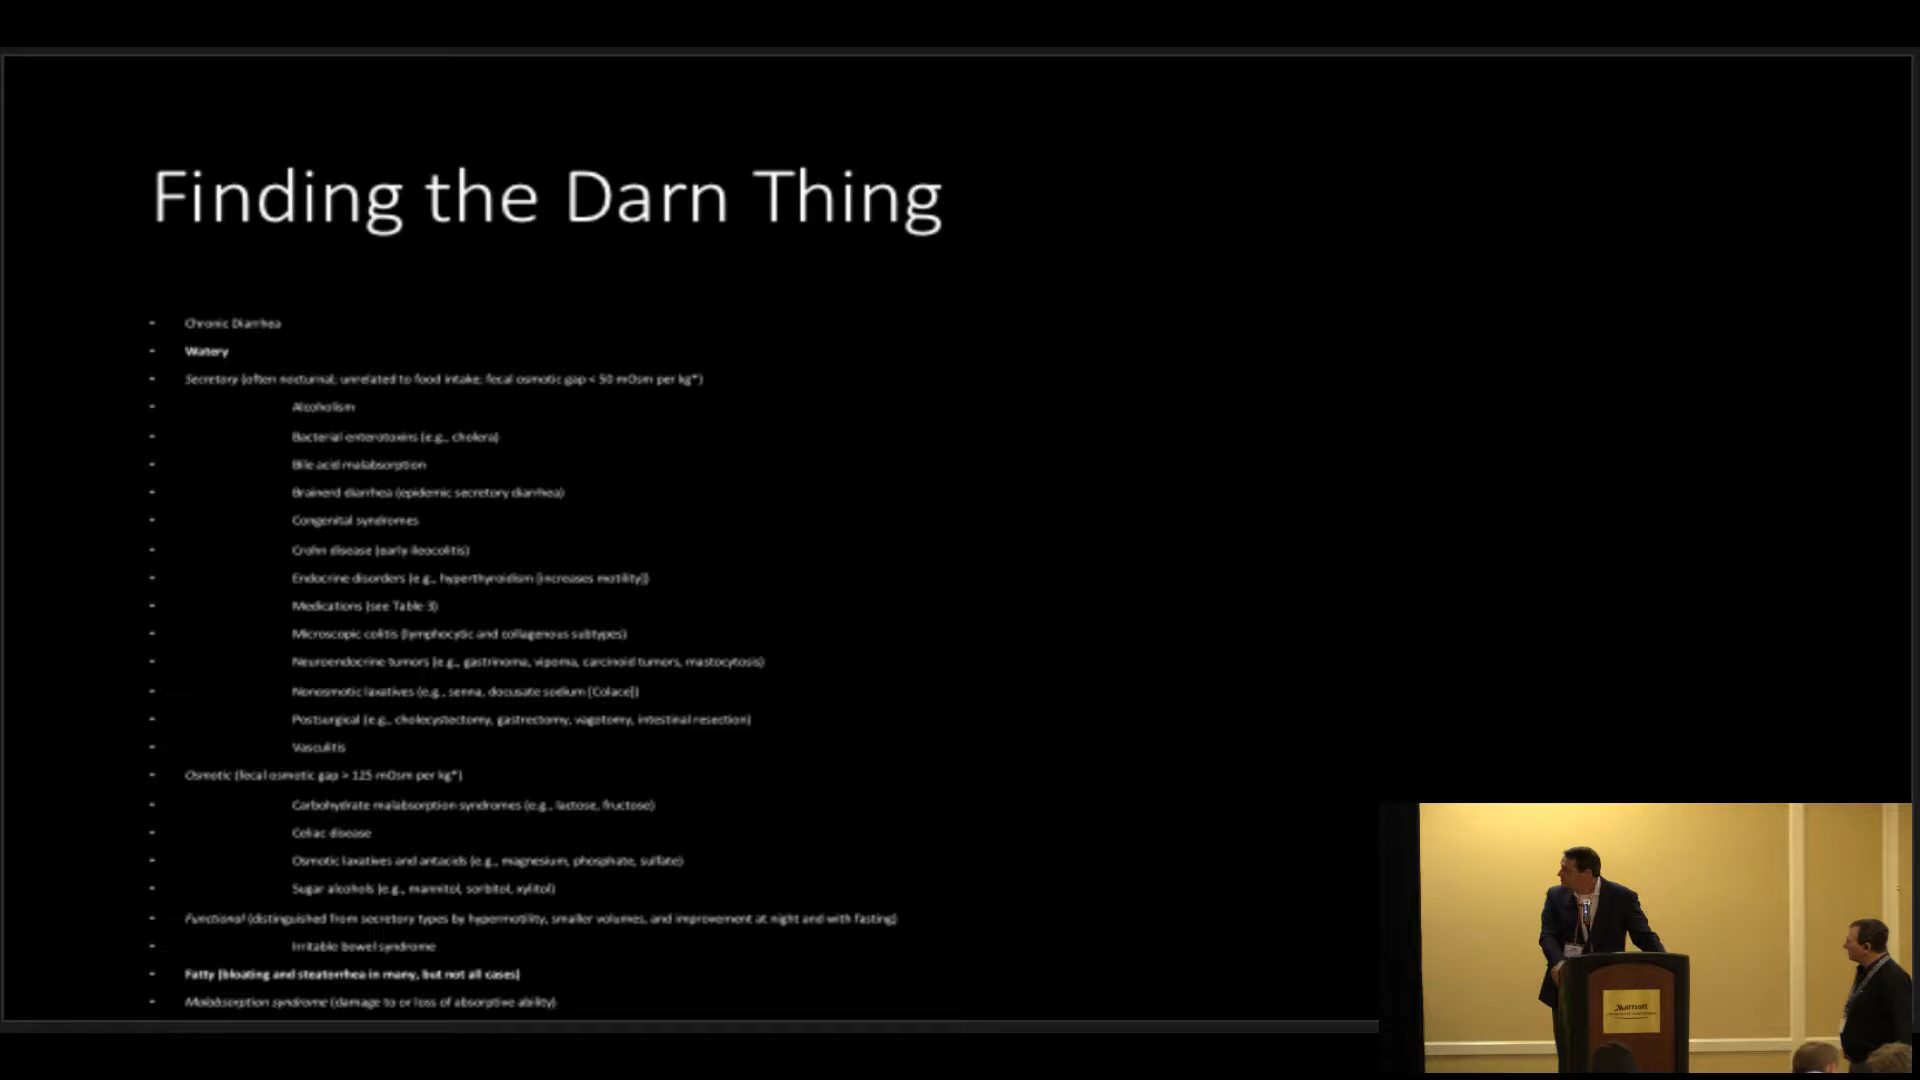 Finding the Darn Thing
- Chronic Diarrhea
- Watery
- Secretory (often nocturnal; unrelated to food intake; fecal osmotic gap < 50 mOsm per kg*)
- Alcoholism
- Bacterial enterotoxins (e.g., cholera)
- Bile acid malabsorption
- Brainerd diarrhea (epidemic secretory diarrhea)
- Congenital syndromes
- Crohn disease (early ileocolitis)
- Endocrine disorders (e.g., hyperthyroidism [increases motility])
- Medications (see Table 3)
- Microscopic colitis (lymphocytic and collagenous subtypes)
- Neuroendocrine tumors (e.g., gastrinoma, vipoma, carcinoid tumors, mastocytosis)
- Nonosmotic laxatives (e.g., senna, docusate sodium [Colace])
- Postsurgical (e.g., cholecystectomy, gastrectomy, vagotomy, intestinal resection)
- Vasculitis
- Osmotic (fecal osmotic gap > 125 mOsm per kg*)
- Carbohydrate malabsorption syndromes (e.g., lactose, fructose)
- Celiac disease
- Osmotic laxatives and antacids (e.g., magnesium, phosphate, sulfate)
- Sugar alcohols (e.g., mannitol, sorbitol, xylitol)
- Functional (distinguished from secretory types by hypermotility, smaller volumes, and improvement at night and with fasting)
- Irritable bowel syndrome
- Fatty (bloating and steatorrhea in many, but not all cases)
- Malabsorption syndrome (damage to or loss of absorptive ability)
Marriott